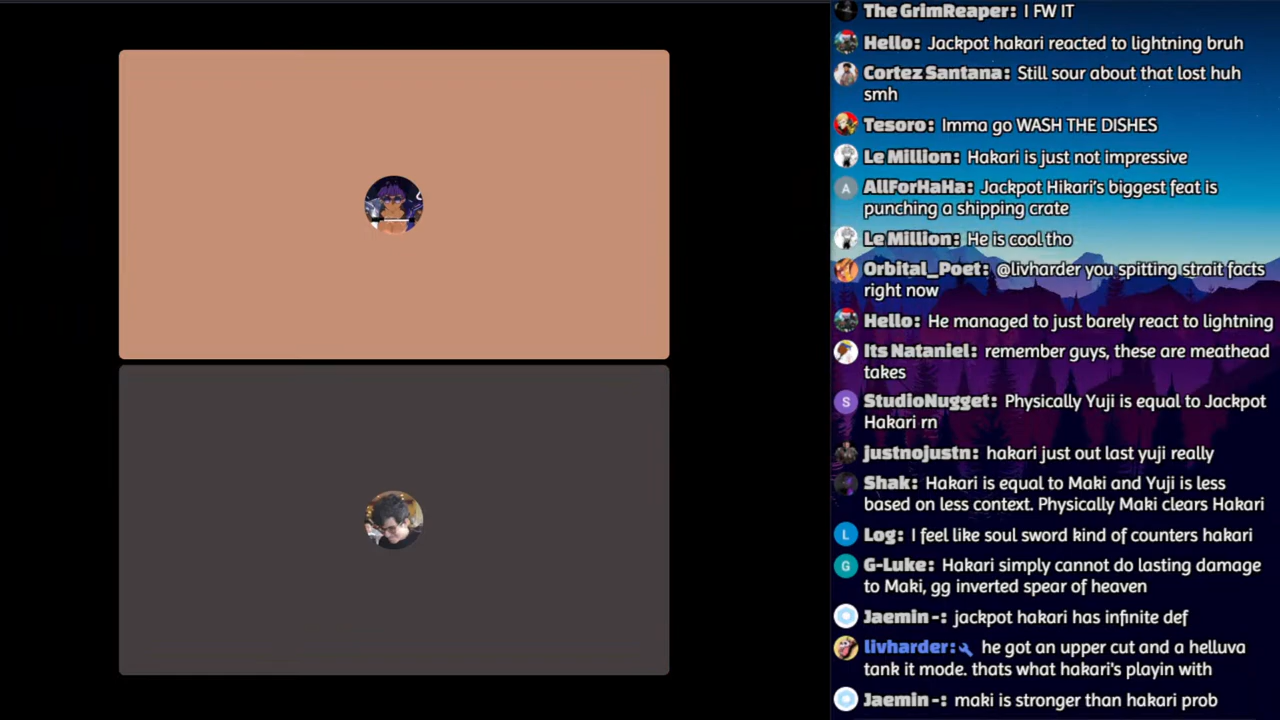 The GrimReaper: I FW IT
Hello: Jackpot hakari reacted to lightning bruh
Cortez Santana: Still sour about that lost huh
smh
Tesoro: Imma go WASH THE DISHES
Le Million: Hakari is just not impressive
A
AllForHaHa: Jackpot Hikari's biggest feat is
punching a shipping crate
Le Million: He is cool tho
Orbital_Poet: @livharder you spitting strait facts
right now
Hello: He managed to just barely react to lightning
Its Nataniel: remember guys, these are meathead
takes
S
StudioNugget: Physically Yuji is equal to Jackpot
Hakari rn
justnojustn: hakari just out last yuji really
Shak: Hakari is equal to Maki and Yuji is less
based on less context. Physically Maki clears Hakari
L
Log: I feel like soul sword kind of counters hakari
G
G-Luke: Hakari simply cannot do lasting damage
to Maki, gg inverted spear of heaven
Jaemin -: jackpot hakari has infinite def
livharder: he got an upper cut and a helluva
tank it mode. thats what hakari's playin with
Jaemin -: maki is stronger than hakari prob